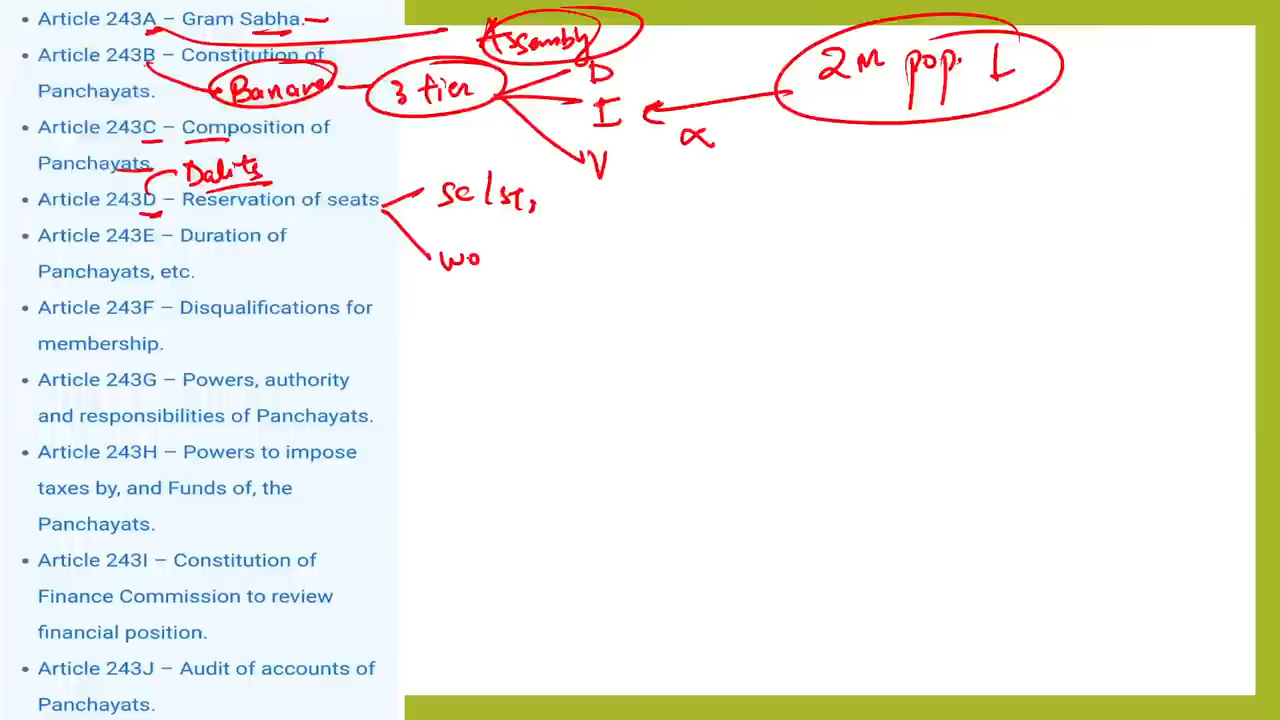 • Article 243A – Gram Sabha.
Assembly
• Article 243B – Constitution of
Panchayats.
Banane
3 tier
D
I
V
2m pop. L
x
• Article 243C – Composition of
Panchayats.
Dalits
• Article 243D – Reservation of seats
SC/ST,
wo
• Article 243E – Duration of
Panchayats, etc.
• Article 243F – Disqualifications for
membership.
• Article 243G – Powers, authority
and responsibilities of Panchayats.
• Article 243H – Powers to impose
taxes by, and Funds of, the
Panchayats.
• Article 243I – Constitution of
Finance Commission to review
financial position.
• Article 243J – Audit of accounts of
Panchayats.